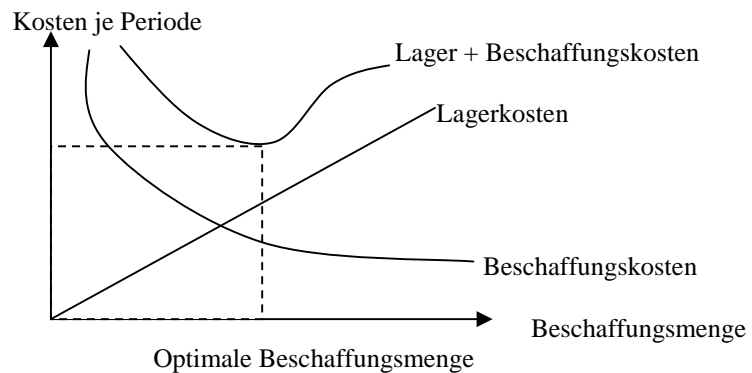 Kosten je Periode
Lager + Beschaffungskosten
Lagerkosten
Beschaffungskosten
Beschaffungsmenge
Optimale Beschaffungsmenge